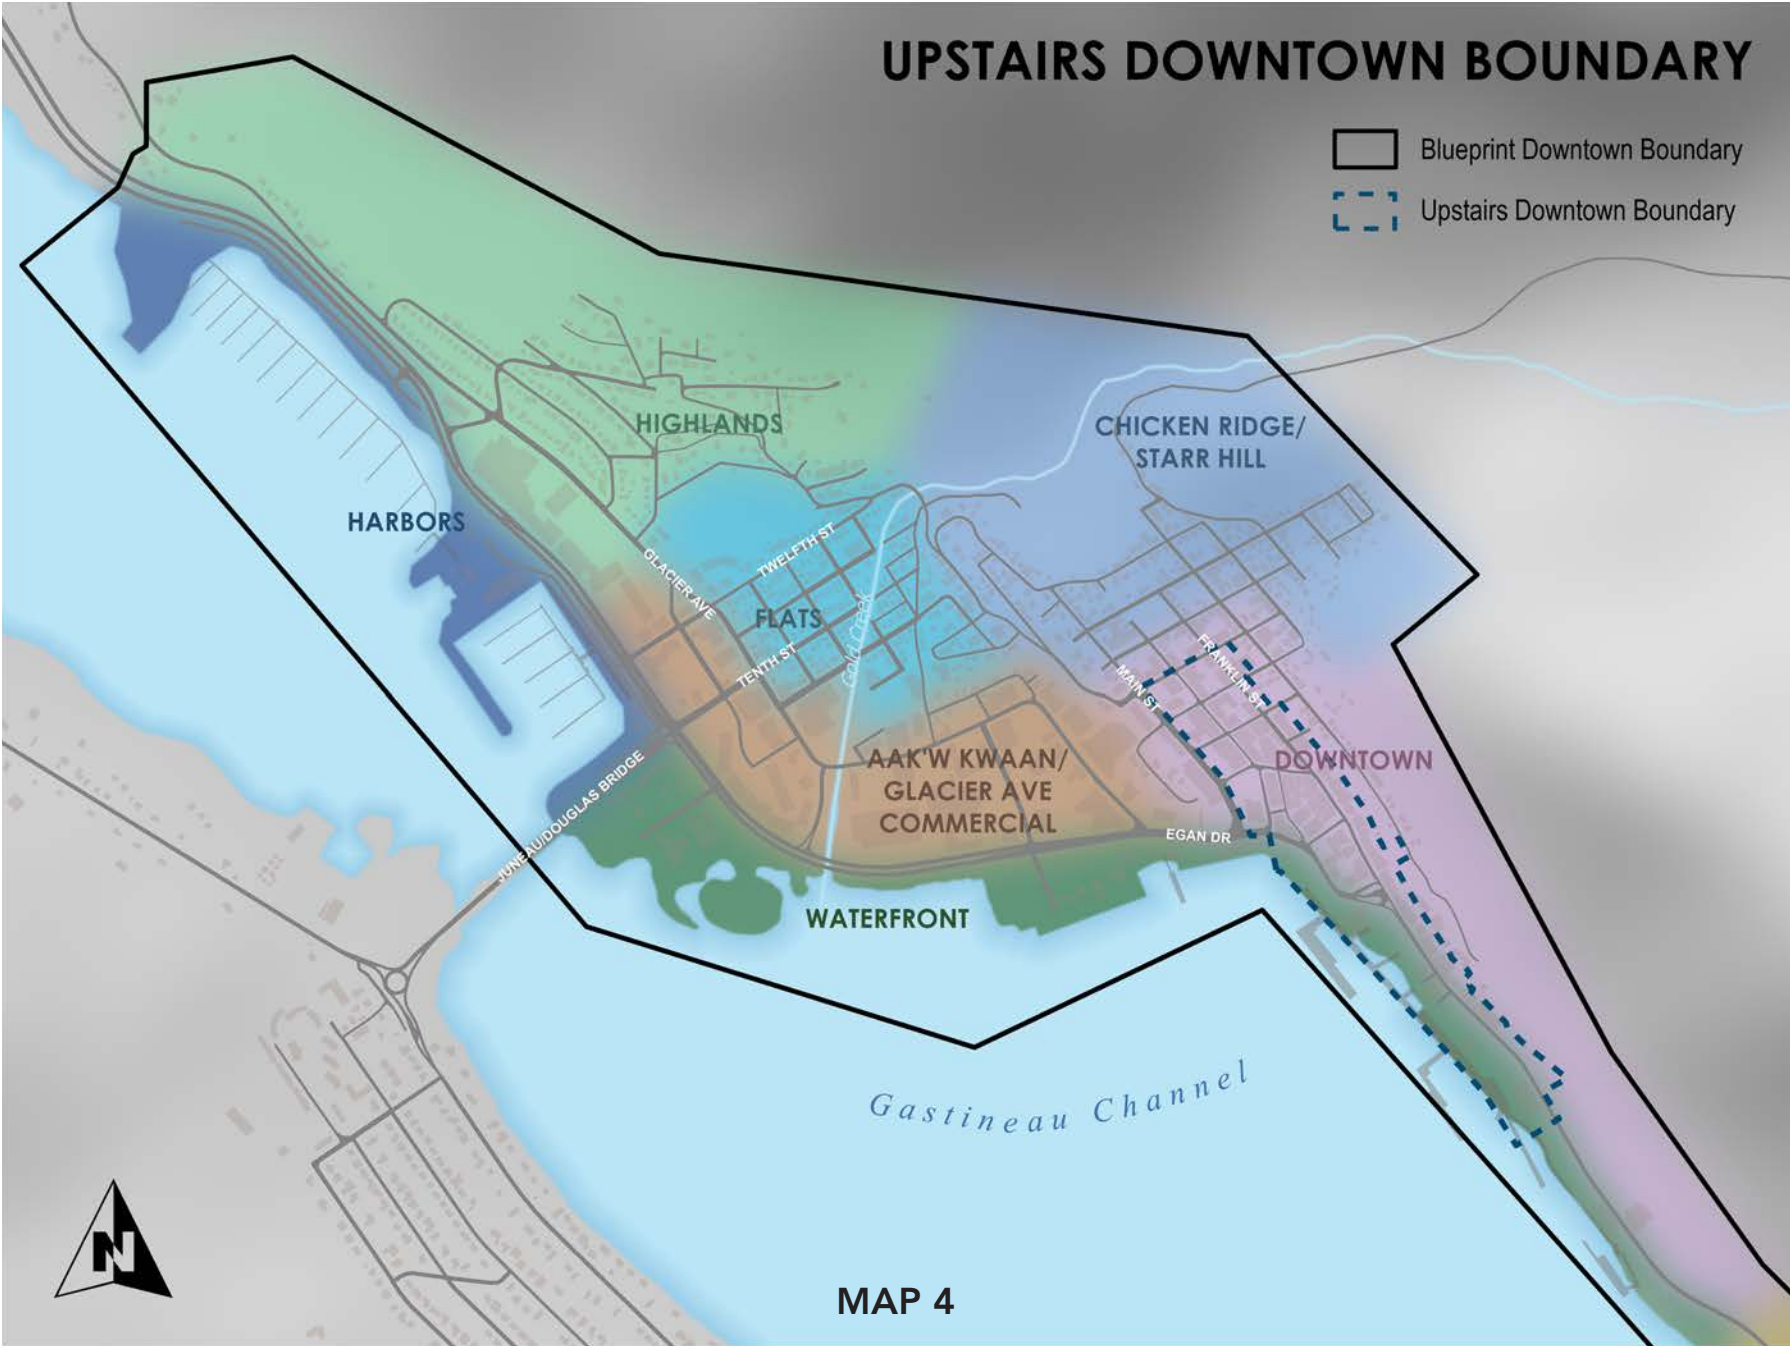 UPSTAIRS DOWNTOWN BOUNDARY
Blueprint Downtown Boundary
Upstairs Downtown Boundary
HIGHLANDS
CHICKEN RIDGE/
STARR HILL
HARBORS
TWELFTH ST
GLACIER AVE
FLATS
Gold Creek
TENTH ST
FRANKLIN ST
MAIN ST
DOWNTOWN
AAK'W KWAAN/
GLACIER AVE
COMMERCIAL
JUNEAU/DOUGLAS BRIDGE
EGAN DR
WATERFRONT
Gastineau Channel
N
MAP 4